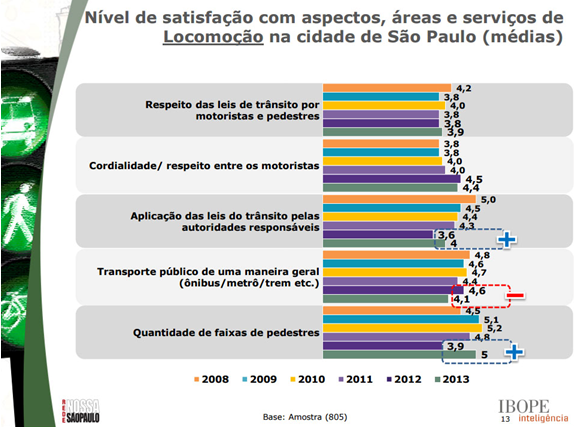 Nível de satisfação com aspectos, áreas e serviços de
Locomoção na cidade de São Paulo (médias)
Respeito das leis de trânsito por
motoristas e pedestres
4,2
3,8
4,0
3,8
3,8
3,9
Cordialidade/ respeito entre os motoristas
3,8
3,8
4,0
4,0
4,5
4,4
Aplicação das leis do trânsito pelas
autoridades responsáveis
5,0
4,5
4,4
4,3
3,6
4
+
Transporte público de uma maneira geral
(ônibus/metrô/trem etc.)
4,8
4,6
4,7
4,4
4,6
4,1
−
Quantidade de faixas de pedestres
4,5
5,1
5,2
4,8
3,9
5
+
2008 2009 2010 2011 2012 2013
REDE NOSSA
SÃOPAULO
Base: Amostra (805)
IBOPE
13 inteligência